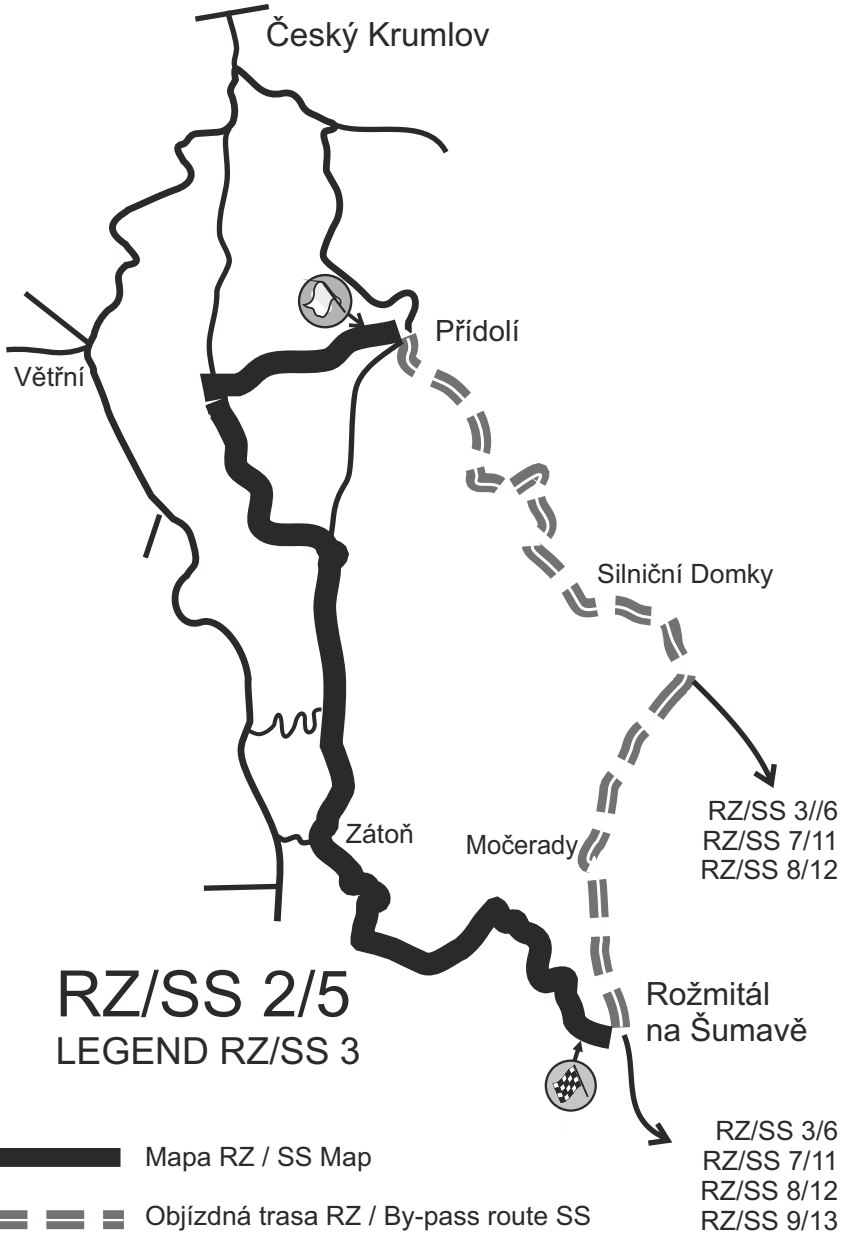 Český Krumlov
Přídolí
Větřní
Silniční Domky
RZ/SS 3//6
RZ/SS 7/11
RZ/SS 8/12
Zátoň
Močerady
RZ/SS 2/5
LEGEND RZ/SS 3
Rožmitál
na Šumavě
Mapa RZ / SS Map
Objízdná trasa RZ / By-pass route SS
RZ/SS 3/6
RZ/SS 7/11
RZ/SS 8/12
RZ/SS 9/13